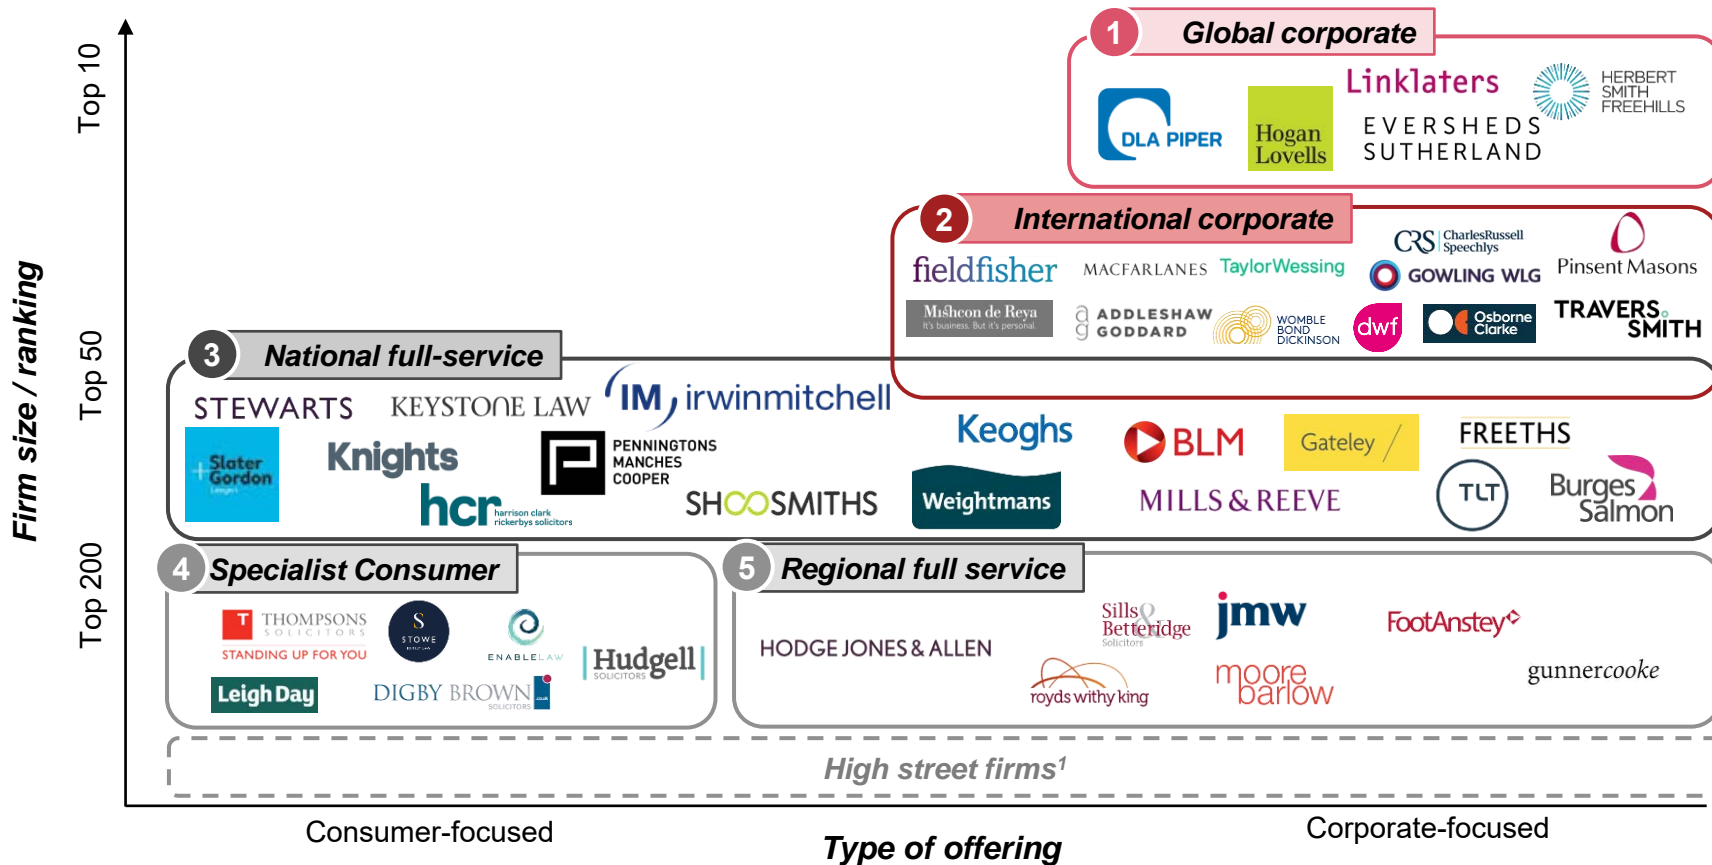 Firm size / ranking
Top 10
Top 50
Top 200
1
Global corporate
DLA PIPER
Hogan
Lovells
Linklaters
EVERSHEDS
SUTHERLAND
HERBERT
SMITH
FREEHILLS
2
International corporate
fieldfisher
MACFARLANES
TaylorWessing
CRS
CharlesRussell
Speechlys
GOWLING WLG
Pinsent Masons
Mishcon de Reya
It's business. But it's personal.
ag
ADDLESHAW
GODDARD
WOMBLE
BOND
DICKINSON
dwf
Osborne
Clarke
TRAVERS
SMITH
3
National full-service
STEWARTS
KEYSTONE LAW
IM irwinmitchell
Slater
Gordon
Knights
hcr
harrison clark
rickerbys solicitors
PENNINGTONS
MANCHES
COOPER
SHOOSMITHS
Keoghs
Weightmans
BLM
MILLS & REEVE
Gateley /
FREETHS
TLT
Burges
Salmon
4
Specialist Consumer
T
THOMPSONS
SOLICITORS
STANDING UP FOR YOU
S
STOWE
ENABLELAW
Hudgell
SOLICITORS
Leigh Day
DIGBY BROWN
SOLICITORS
5
Regional full service
HODGE JONES & ALLEN
Sills &
Betteridge
Solicitors
jmw
FootAnstey
royds withy king
moore
barlow
gunnercooke
High street firms¹
Consumer-focused
Type of offering
Corporate-focused